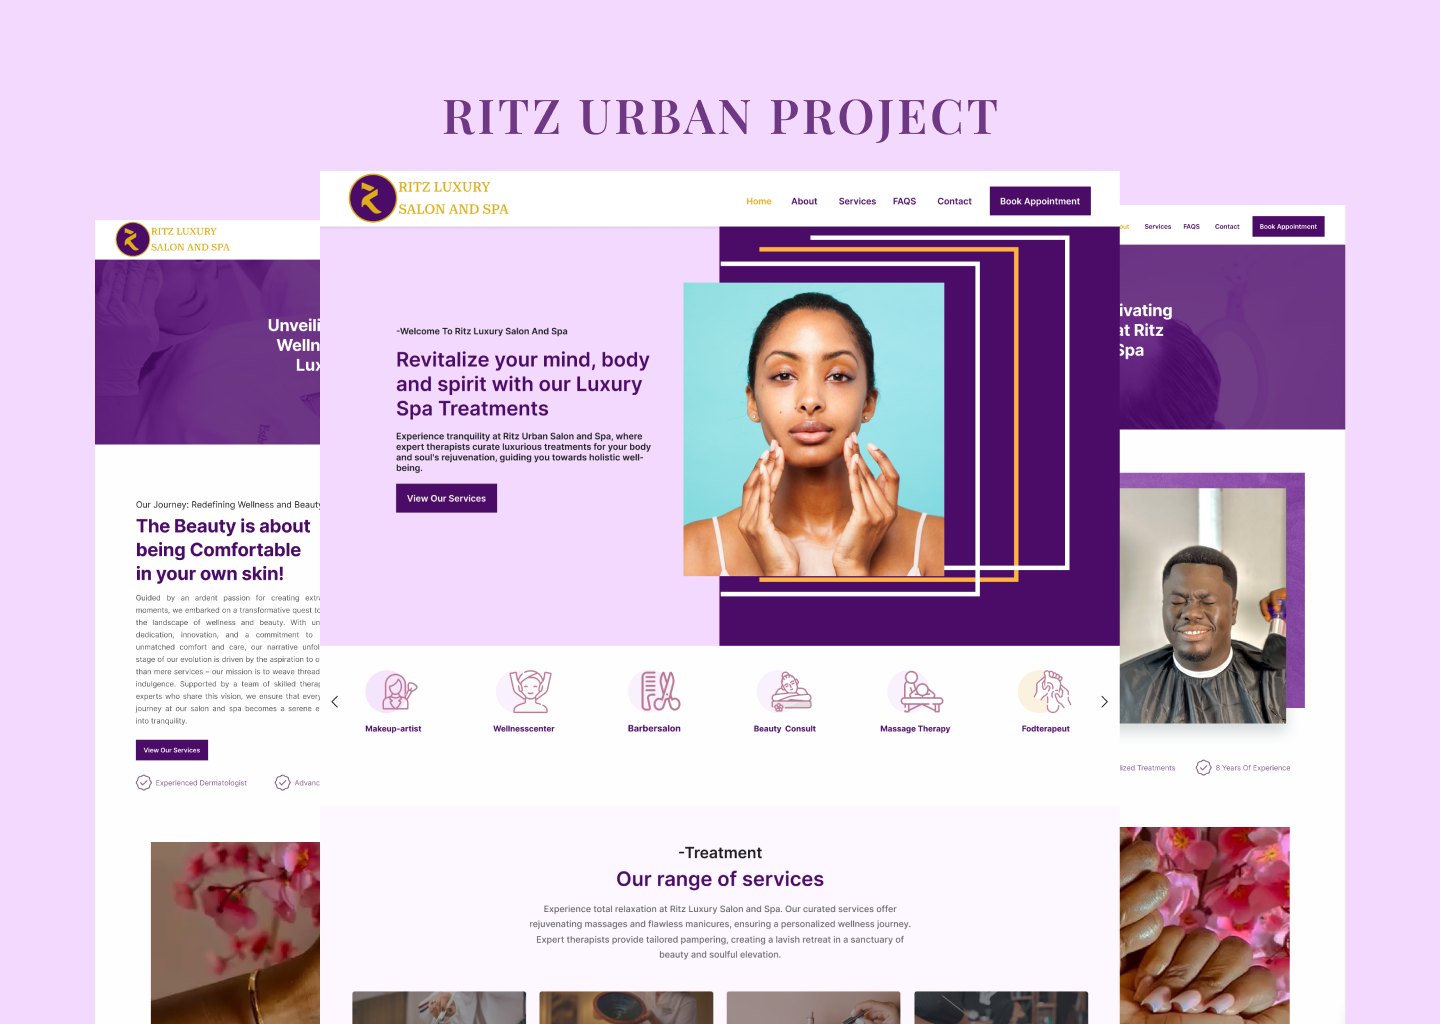 RITZ URBAN PROJECT
RITZ LUXURY
SALON AND SPA
Home About Services FAQS Contact Book Appointment
-Welcome To Ritz Luxury Salon And Spa
Revitalize your mind, body
and spirit with our Luxury
Spa Treatments
Experience tranquility at Ritz Urban Salon and Spa, where
expert therapists curate luxurious treatments for your body
and soul's rejuvenation, guiding you towards holistic well-
being.
View Our Services
Makeup-artist Wellnesscenter Barbersalon Beauty Consult Massage Therapy Fodterapeut
-Treatment
Our range of services
Experience total relaxation at Ritz Luxury Salon and Spa. Our curated services offer
rejuvenating massages and flawless manicures, ensuring a personalized wellness journey.
Expert therapists provide tailored pampering, creating a lavish retreat in a sanctuary of
beauty and soulful elevation.
RITZ LUXURY
SALON AND SPA
Unveili
Welln
Lux
Our Journey: Redefining Wellness and Beauty
The Beauty is about
being Comfortable
in your own skin!
Guided by an ardent passion for creating extra
moments, we embarked on a transformative quest to
the landscape of wellness and beauty. With un
dedication, innovation, and a commitment to
unmatched comfort and care, our narrative unfol
stage of our evolution is driven by the aspiration to o
than mere services – our mission is to weave thread
indulgence. Supported by a team of skilled therap
experts who share this vision, we ensure that every
journey at our salon and spa becomes a serene e
into tranquility.
View Our Services
Experienced Dermatologist Advanc
out Services FAQS Contact Book Appointment
ivating
at Ritz
Spa
lized Treatments 8 Years Of Experience